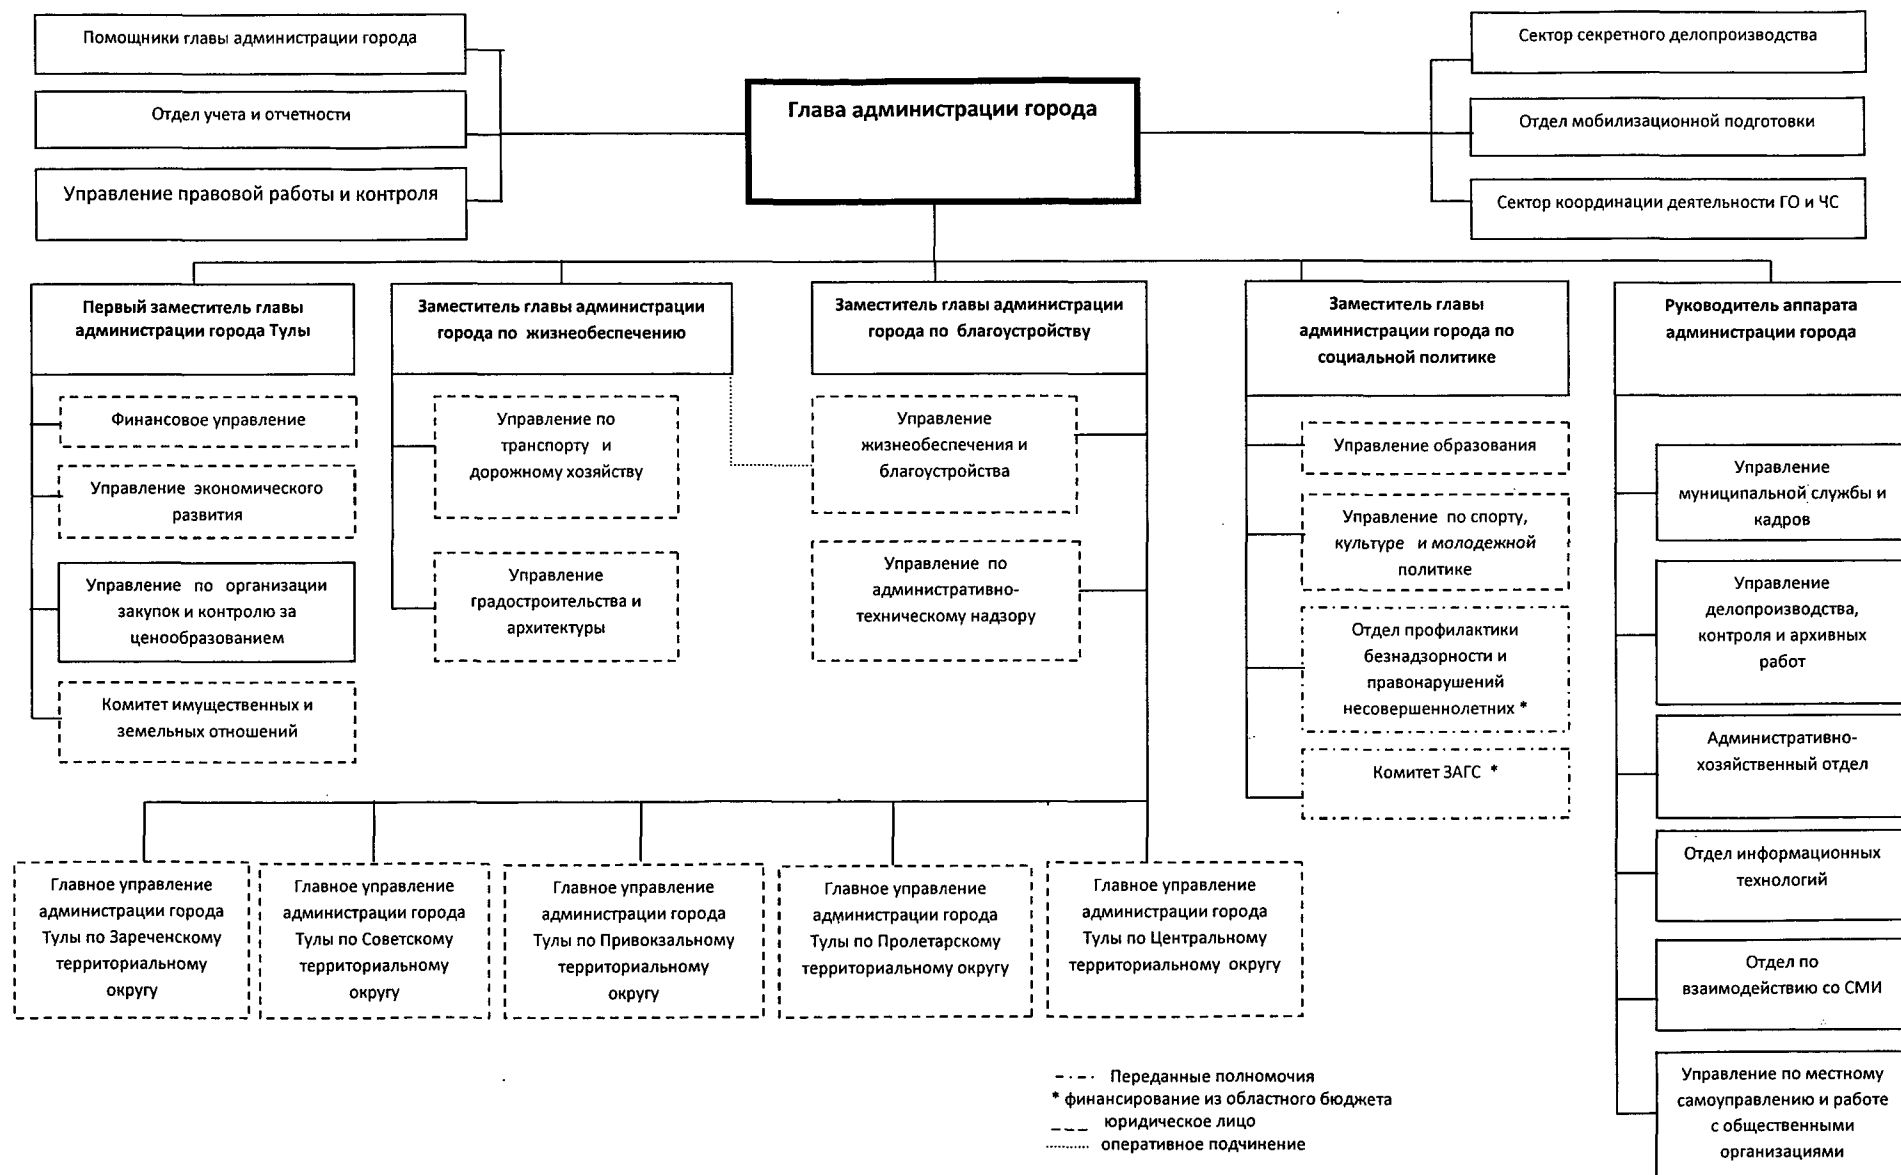 Помощники главы администрации города
Отдел учета и отчетности
Управление правовой работы и контроля
Глава администрации города
Сектор секретного делопроизводства
Отдел мобилизационной подготовки
Сектор координации деятельности ГО и ЧС
Первый заместитель главы
администрации города Тулы
Финансовое управление
Управление экономического
развития
Управление по организации
закупок и контролю за
ценообразованием
Комитет имущественных и
земельных отношений
Заместитель главы администрации
города по жизнеобеспечению
Управление по
транспорту и
дорожному хозяйству
Управление
градостроительства и
архитектуры
Заместитель главы администрации
города по благоустройству
Управление
жизнеобеспечения и
благоустройства
Управление по
административно-
техническому надзору
Заместитель главы
администрации города по
социальной политике
Управление образования
Управление по спорту,
культуре и молодежной
политике
Отдел профилактики
безнадзорности и
правонарушений
несовершеннолетних *
Комитет ЗАГС *
Руководитель аппарата
администрации города
Управление
муниципальной службы и
кадров
Управление
делопроизводства,
контроля и архивных
работ
Административно-
хозяйственный отдел
Отдел информационных
технологий
Отдел по
взаимодействию со СМИ
Управление по местному
самоуправлению и работе
с общественными
организациями
Главное управление
администрации города
Тулы по Зареченскому
территориальному
округу
Главное управление
администрации города
Тулы по Советскому
территориальному
округу
Главное управление
администрации города
Тулы по Привокзальному
территориальному
округу
Главное управление
администрации города
Тулы по Пролетарскому
территориальному округу
Главное управление
администрации города
Тулы по Центральному
территориальному округу
Переданные полномочия
* финансирование из областного бюджета
юридическое лицо
оперативное подчинение